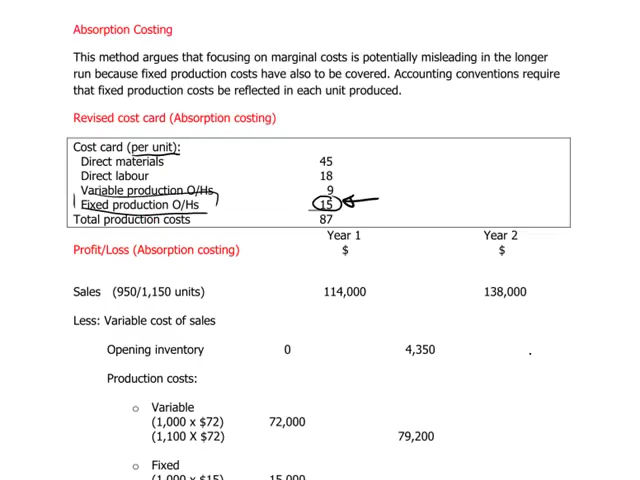 Absorption Costing
This method argues that focusing on marginal costs is potentially misleading in the longer
run because fixed production costs have also to be covered. Accounting conventions require
that fixed production costs be reflected in each unit produced.
Revised cost card (Absorption costing)
Cost card (per unit):
Direct materials 45
Direct labour 18
Variable production O/Hs 9
Fixed production O/Hs 15
Total production costs 87
Year 1 Year 2
Profit/Loss (Absorption costing) $ $
Sales (950/1,150 units) 114,000 138,000
Less: Variable cost of sales
Opening inventory 0 4,350
Production costs:
o Variable
(1,000 x $72) 72,000
(1,100 X $72) 79,200
o Fixed
(1,000 x $15) 15,000